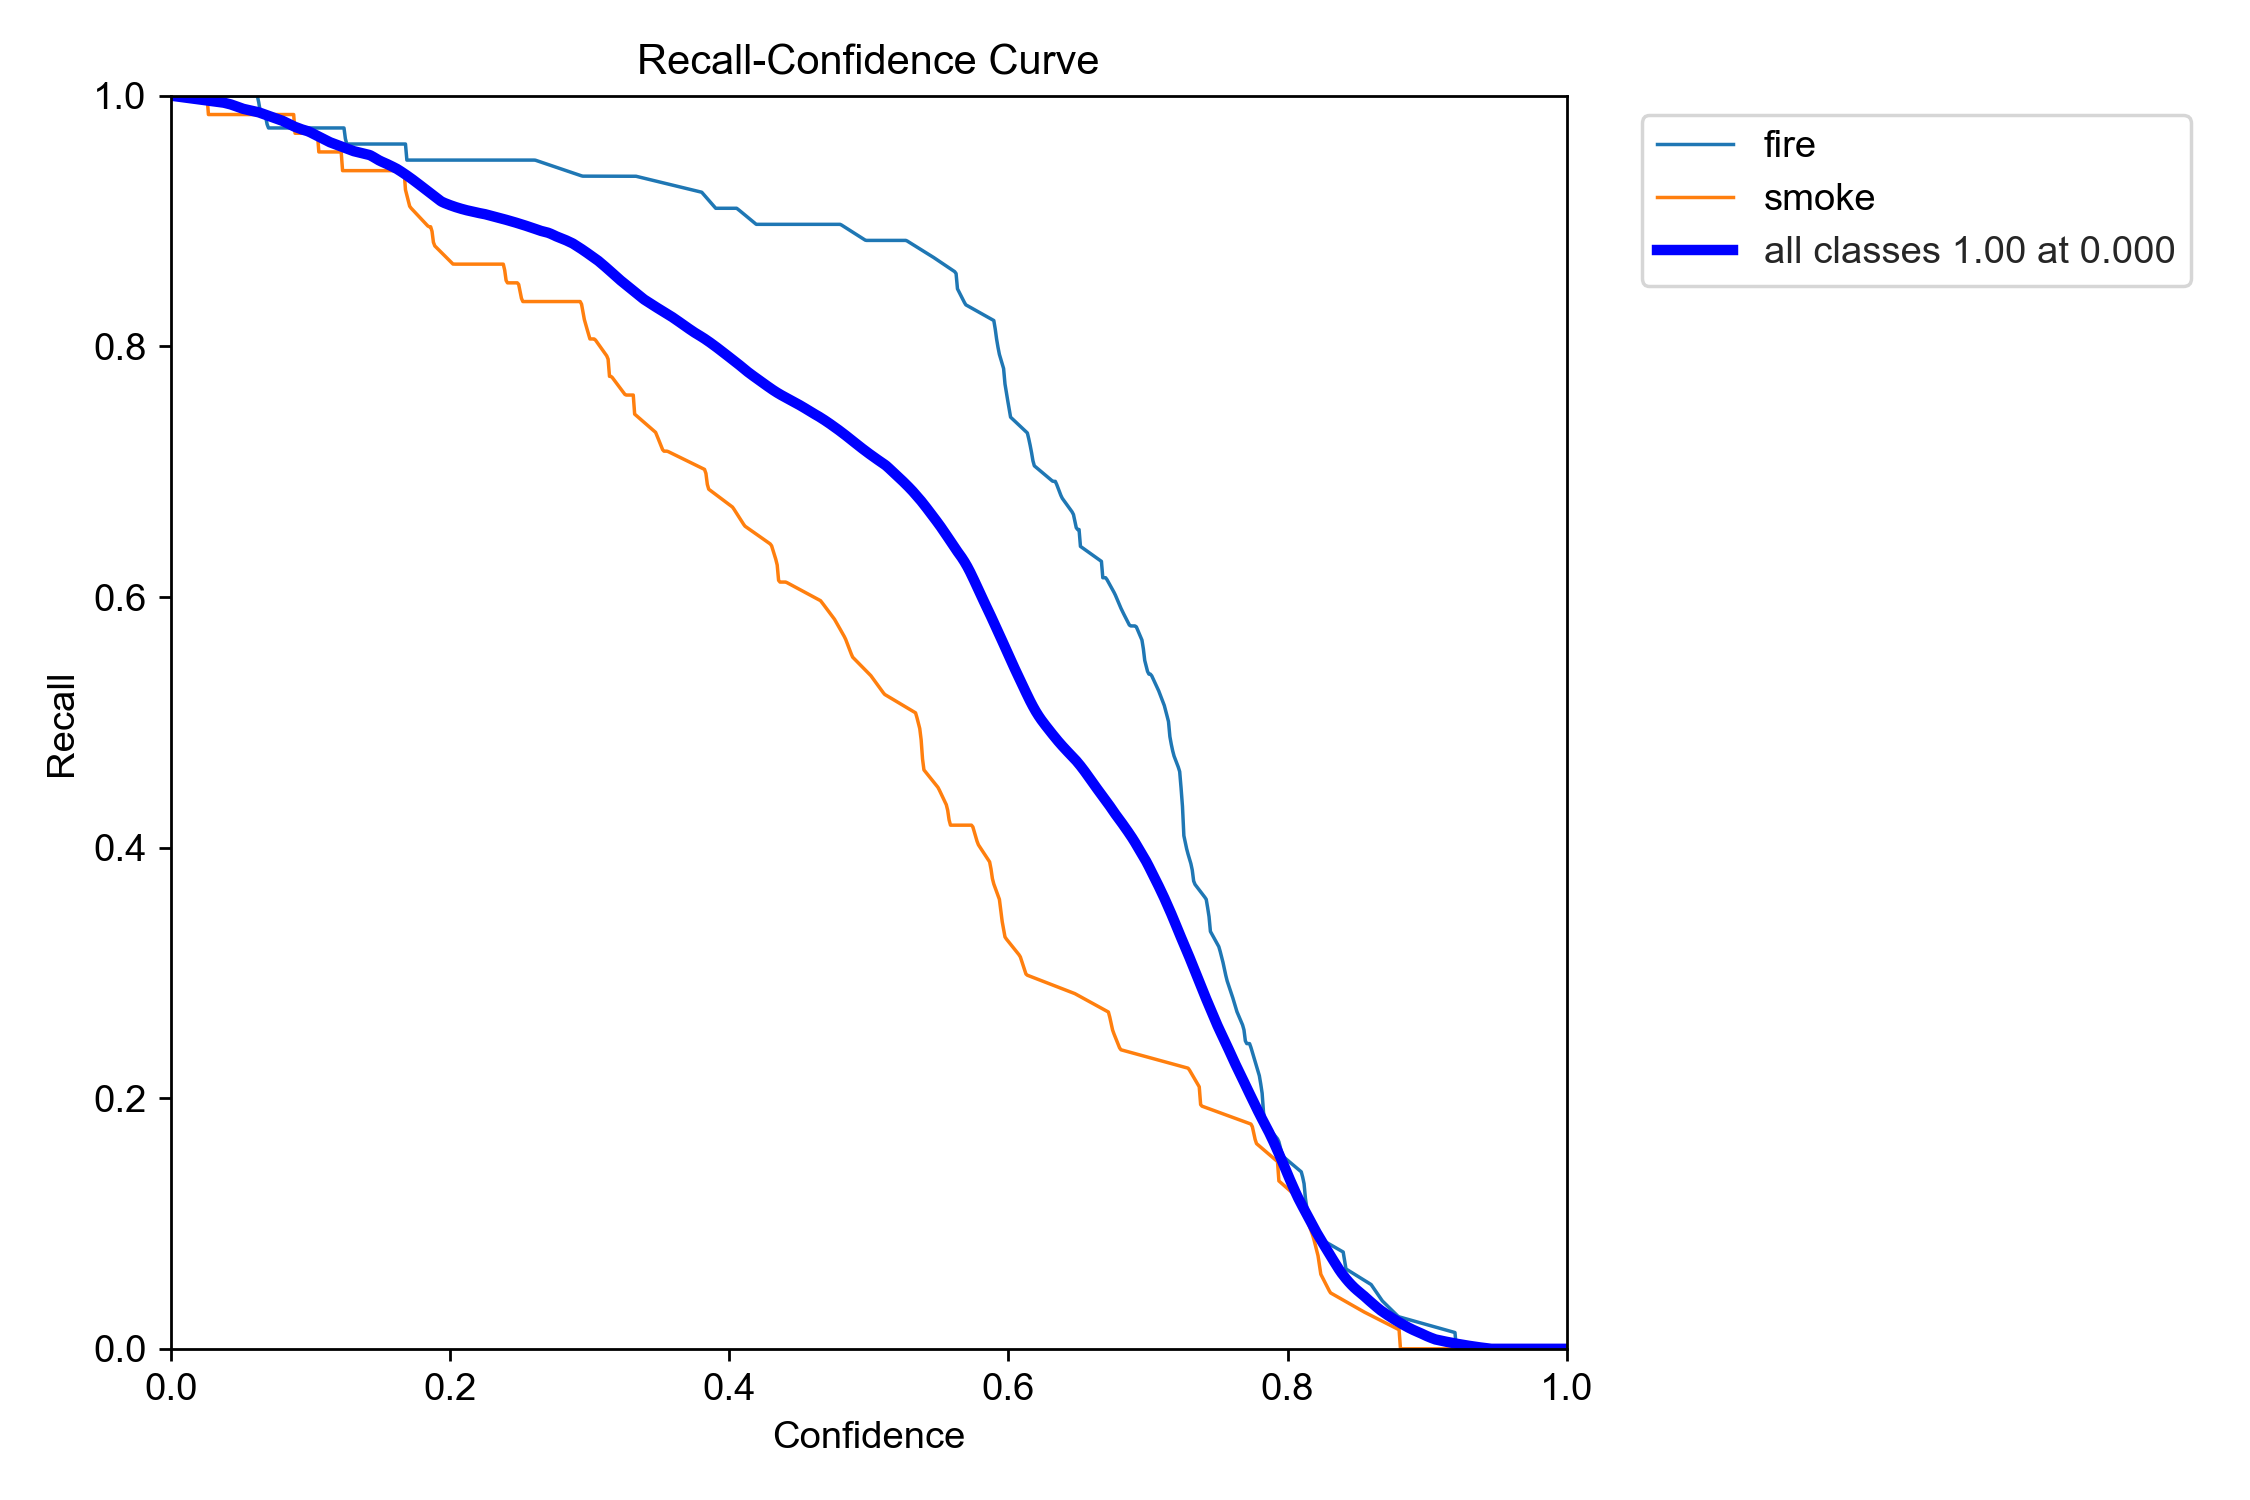 Recall-Confidence Curve
1.0
0.8
0.6
0.4
0.2
0.0
Recall
0.0 0.2 0.4 0.6 0.8 1.0
Confidence
fire
smoke
all classes 1.00 at 0.000